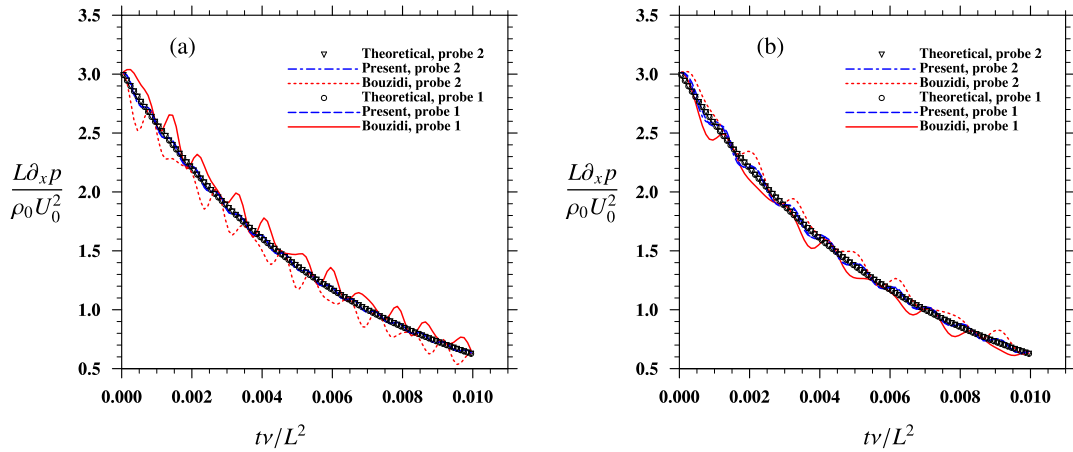 3.5
3.0
2.5
2.0
1.5
1.0
0.5
L∂ₓp
ρ₀U₀²
(a)
Theoretical, probe 2
Present, probe 2
Bouzidi, probe 2
Theoretical, probe 1
Present, probe 1
Bouzidi, probe 1
0.000 0.002 0.004 0.006 0.008 0.010
tν/L²
3.5
3.0
2.5
2.0
1.5
1.0
0.5
L∂ₓp
ρ₀U₀²
(b)
Theoretical, probe 2
Present, probe 2
Bouzidi, probe 2
Theoretical, probe 1
Present, probe 1
Bouzidi, probe 1
0.000 0.002 0.004 0.006 0.008 0.010
tν/L²